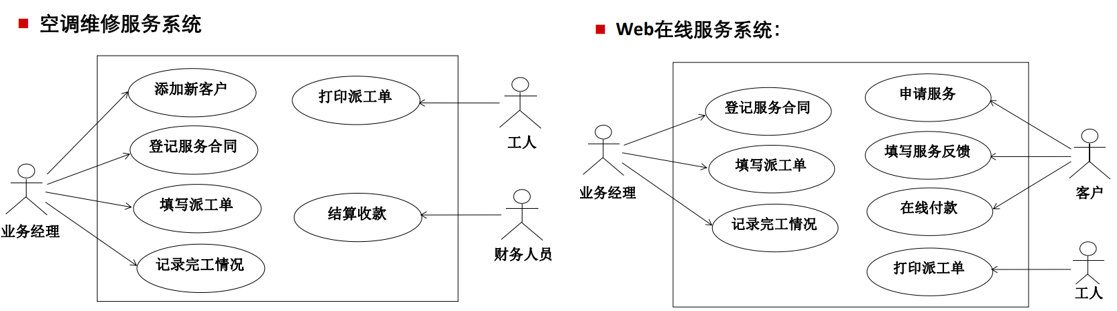 空调维修服务系统
添加新客户
登记服务合同
填写派工单
记录完工情况
打印派工单
结算收款
业务经理
工人
财务人员
Web在线服务系统：
登记服务合同
填写派工单
记录完工情况
申请服务
填写服务反馈
在线付款
打印派工单
业务经理
客户
工人